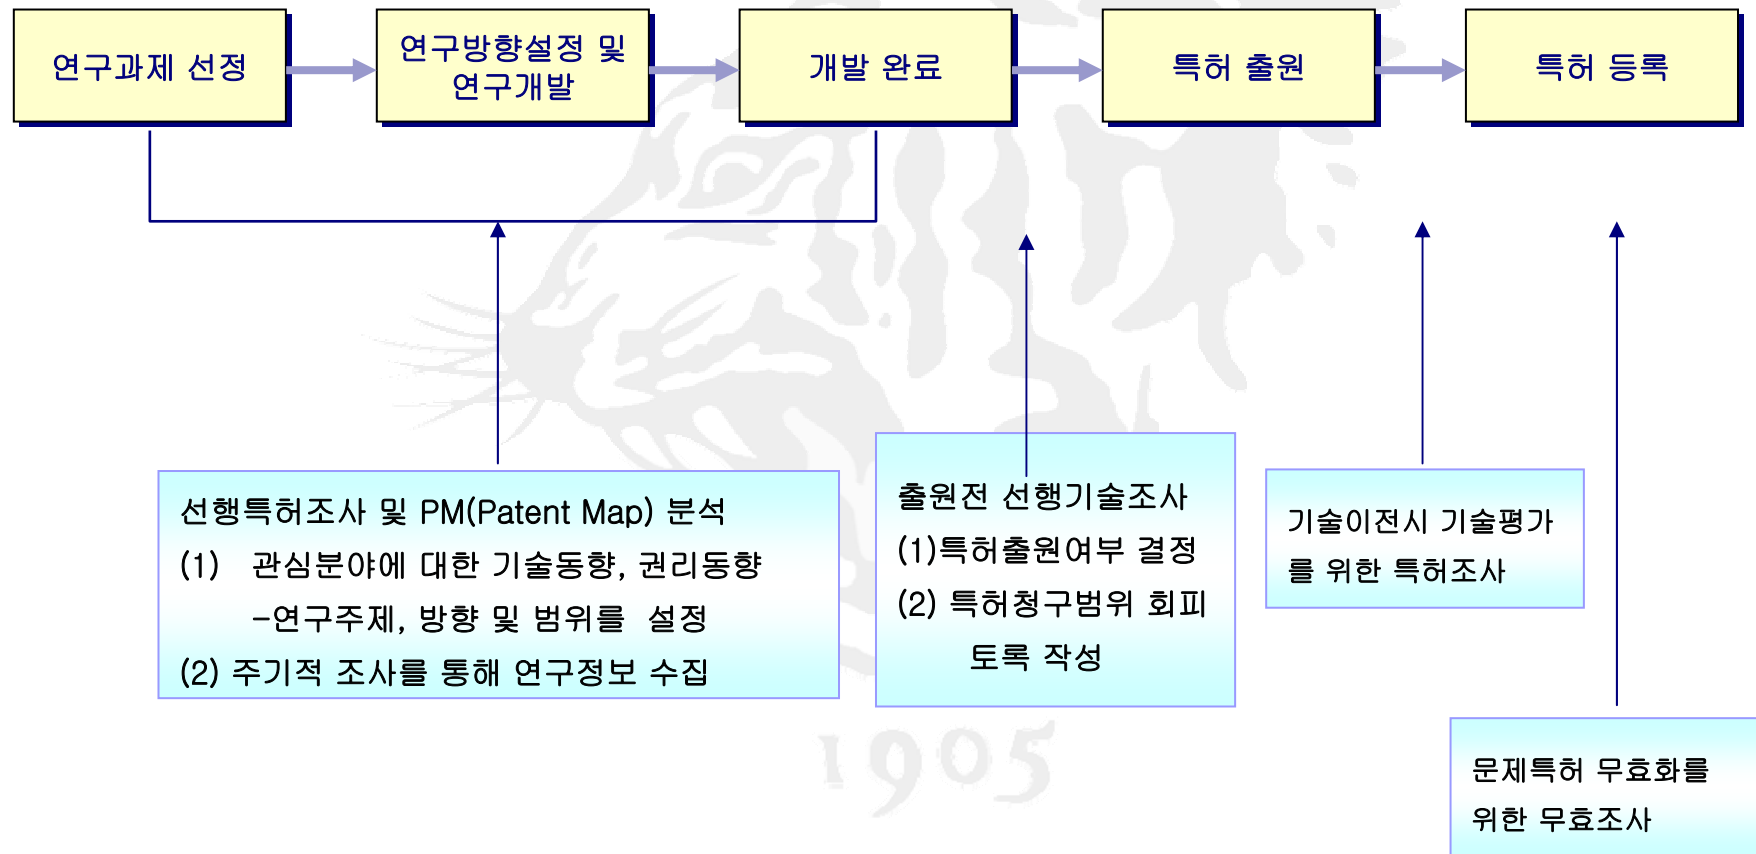 연구과제 선정
연구방향설정 및
연구개발
개발 완료
특허 출원
특허 등록
선행특허조사 및 PM(Patent Map) 분석
(1) 관심분야에 대한 기술동향, 권리동향
-연구주제, 방향 및 범위를 설정
(2) 주기적 조사를 통해 연구정보 수집
출원전 선행기술조사
(1)특허출원여부 결정
(2) 특허청구범위 회피
토록 작성
기술이전시 기술평가
를 위한 특허조사
문제특허 무효화를
위한 무효조사
1905